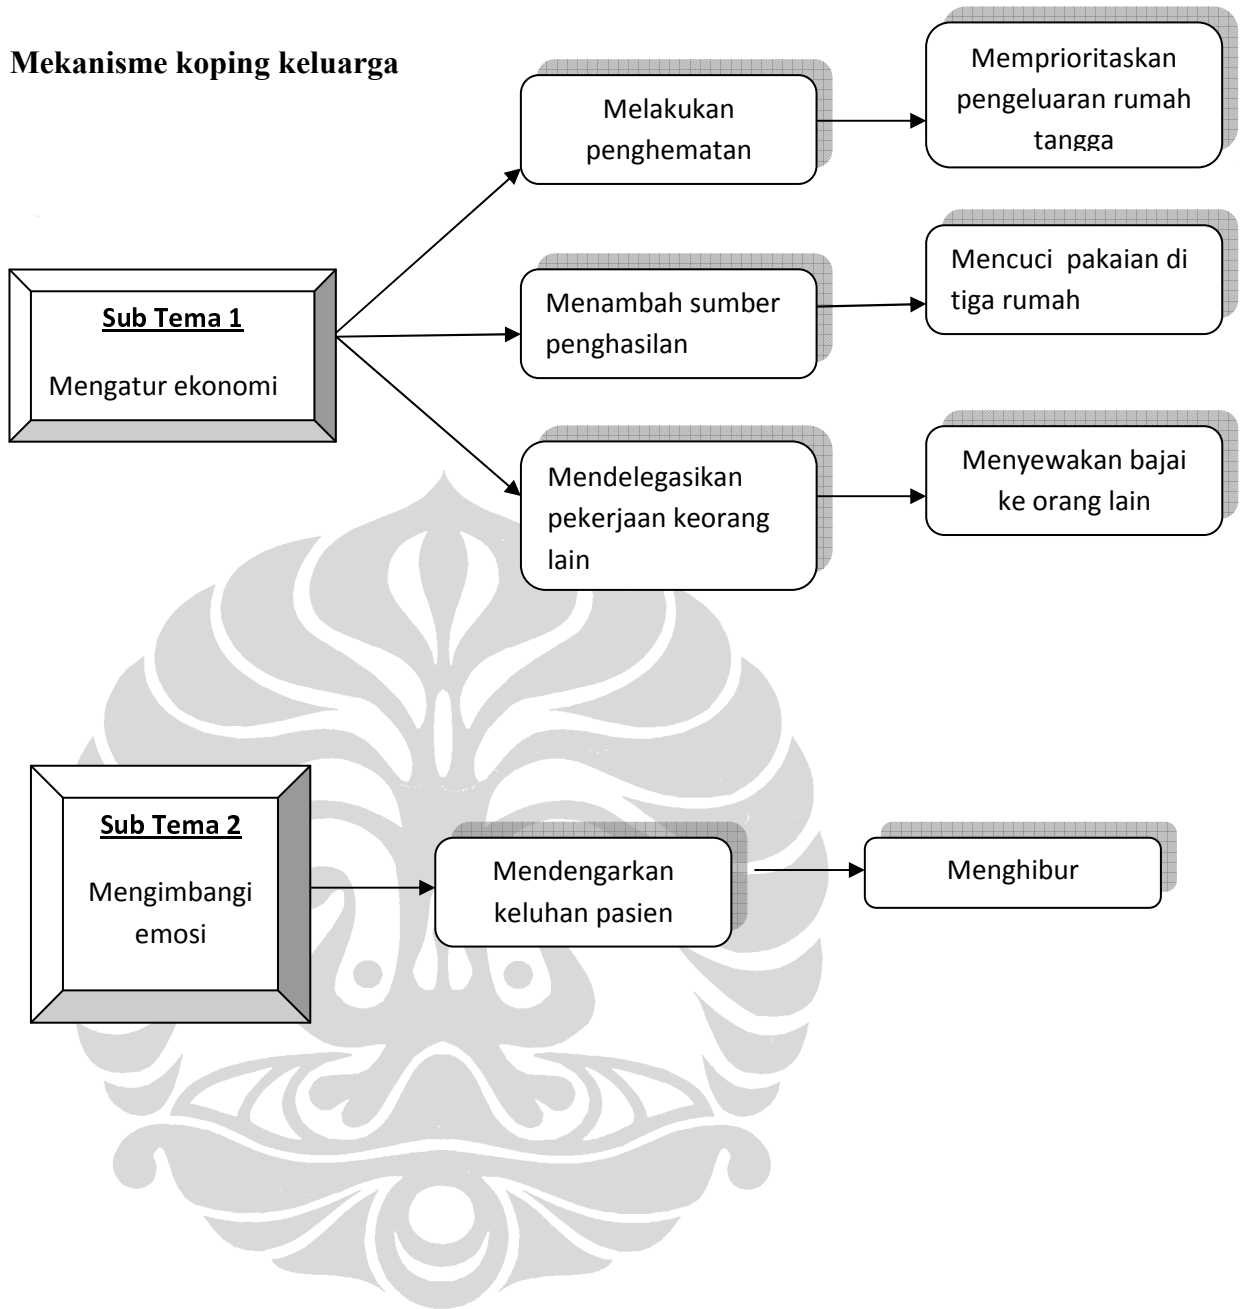 Mekanisme koping keluarga
Melakukan
penghematan
Memprioritaskan
pengeluaran rumah
tangga
Sub Tema 1
Mengatur ekonomi
Menambah sumber
penghasilan
Mencuci  pakaian di
tiga rumah
Mendelegasikan
pekerjaan keorang
lain
Menyewakan bajai
ke orang lain
Sub Tema 2
Mengimbangi
emosi
Mendengarkan
keluhan pasien
Menghibur